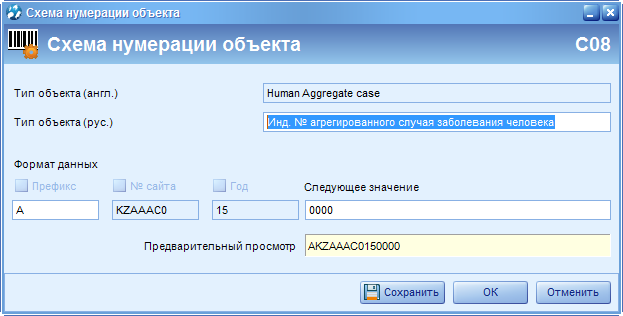 Схема нумерации объекта
Схема нумерации объекта C08
Тип объекта (англ.) Human Aggregate case
Тип объекта (рус.) Инд. № агрегированного случая заболевания человека
Формат данных
Префикс № сайта Год Следующее значение
A KZAAAC0 15 0000
Предварительный просмотр AKZAAAC0150000
Сохранить ОК Отменить